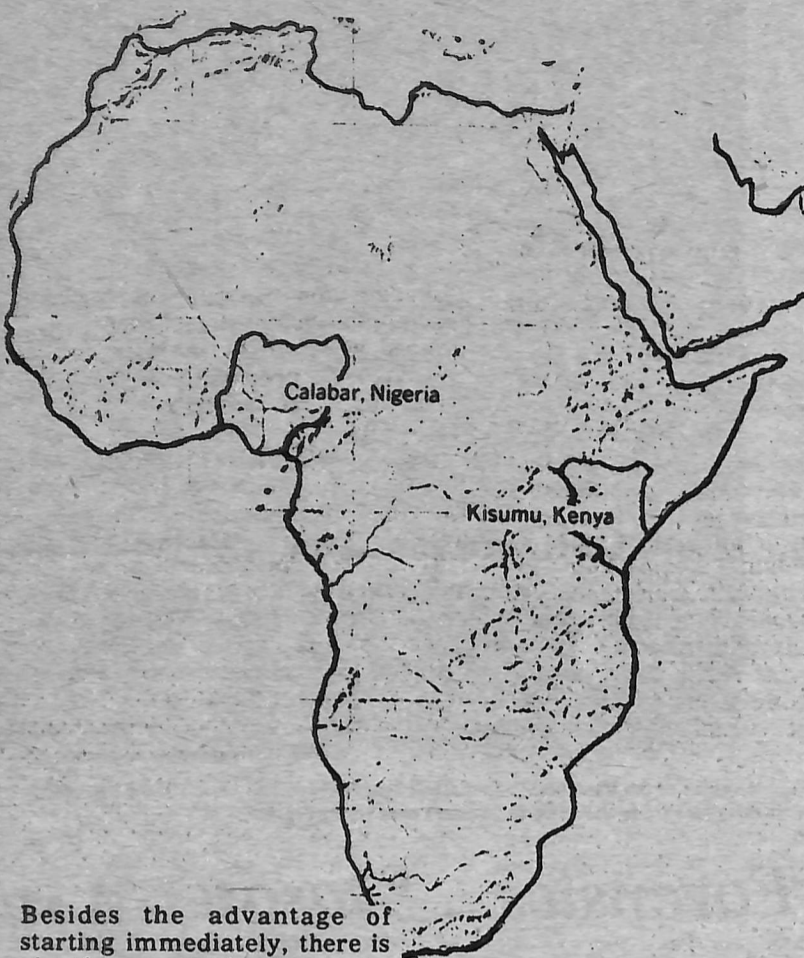 Calabar, Nigeria
Kisumu, Kenya
Besides the advantage of
starting immediately, there is